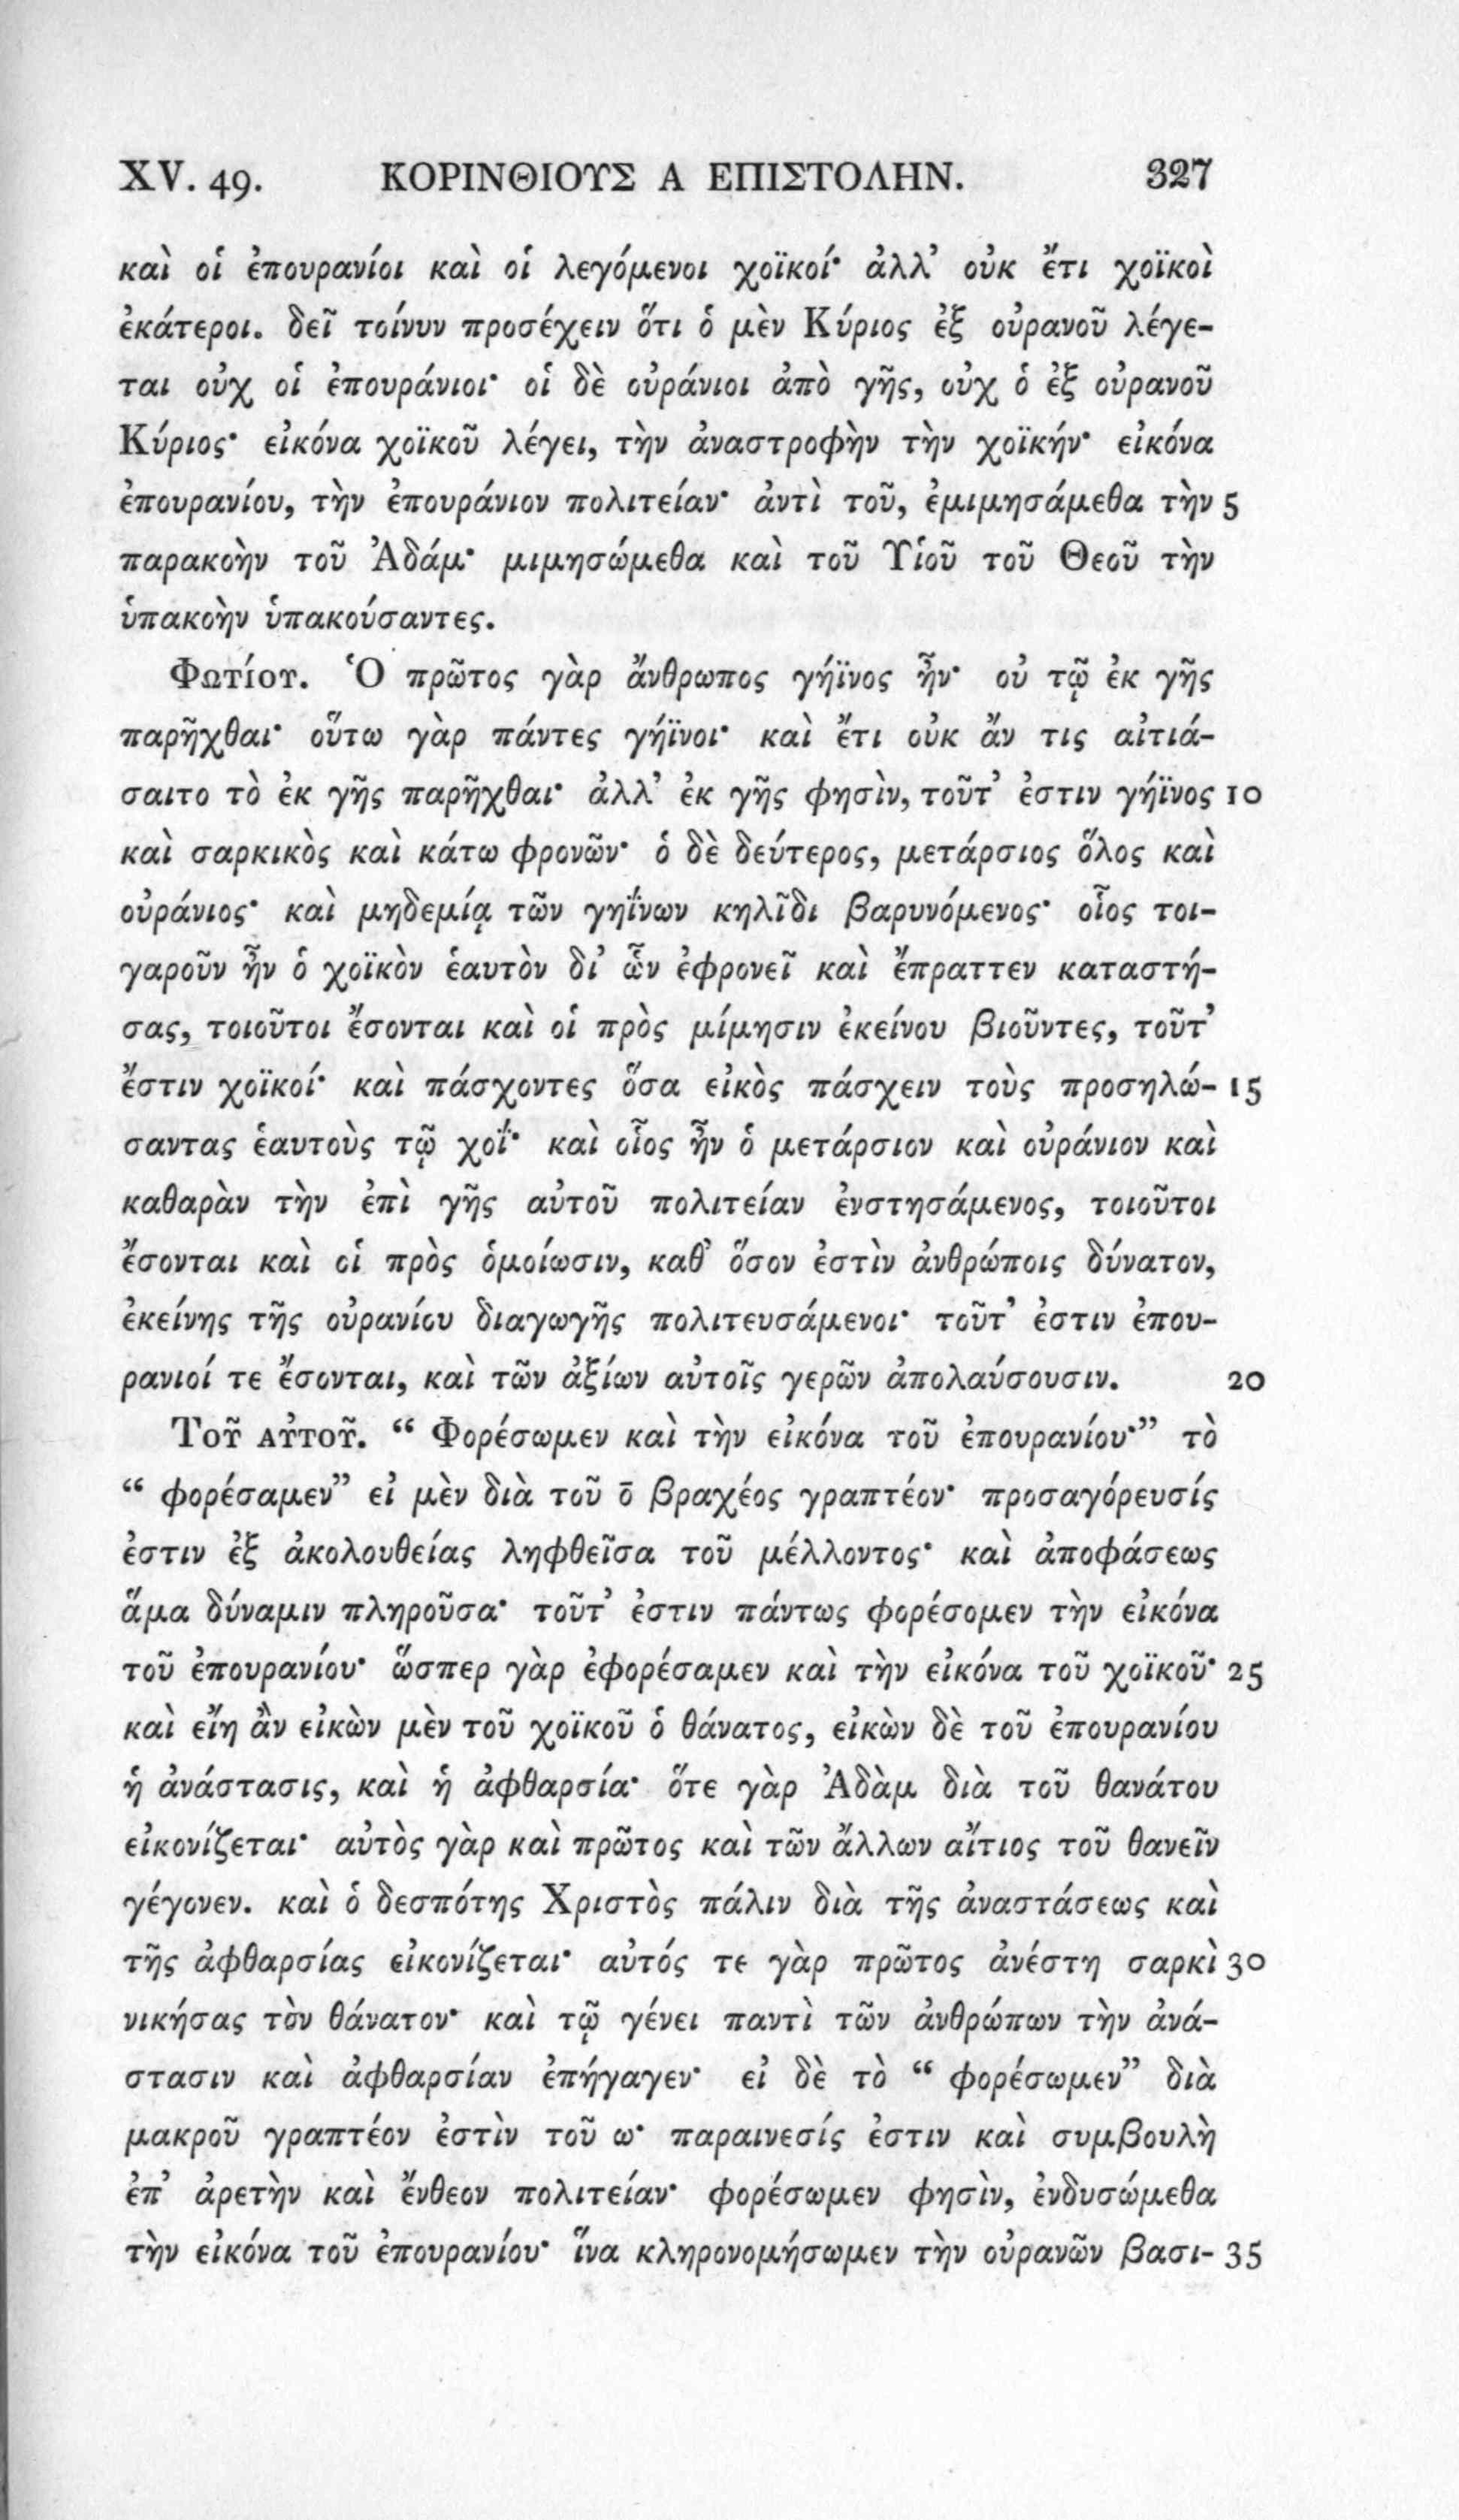 XV. 49. ΚΟΡΙΝΘΙΟΥΣ Α ΕΠΙΣΤΟΛΗΝ. 327
καὶ οἱ ἐπουρανίοι καὶ οἱ λεγόμενοι χοϊκοί· ἀλλ’ οὐκ ἔτι χοϊκοὶ
ἑκάτεροι. δεῖ τοίνυν προσέχειν ὅτι ὁ μὲν Κύριος ἐξ οὐρανοῦ λέγε-
ται οὐχ οἱ ἐπουράνιοι· οἱ δὲ οὐράνιοι ἀπὸ γῆς, οὐχ ὁ ἐξ οὐρανοῦ
Κύριος· εἰκόνα χοϊκοῦ λέγει, τὴν ἀναστροφὴν τὴν χοϊκήν· εἰκόνα
ἐπουρανίου, τὴν ἐπουράνιον πολιτείαν· ἀντὶ τοῦ, ἐμιμησάμεθα τὴν 5
παρακοὴν τοῦ Ἀδάμ· μιμησώμεθα καὶ τοῦ Υἱοῦ τοῦ Θεοῦ τὴν
ὑπακοὴν ὑπακούσαντες.
Φωτίου. Ὁ πρῶτος γὰρ ἄνθρωπος γήϊνος ἦν· οὐ τῷ ἐκ γῆς
παρῆχθαι· οὕτω γὰρ πάντες γήϊνοι· καὶ ἔτι οὐκ ἄν τις αἰτιά-
σαιτο τὸ ἐκ γῆς παρῆχθαι· ἀλλ’ ἐκ γῆς φησὶν, τοῦτ’ ἐστιν γήϊνος 10
καὶ σαρκικὸς καὶ κάτω φρονῶν· ὁ δὲ δεύτερος, μετάρσιος ὅλος καὶ
οὐράνιος· καὶ μηδεμίᾳ τῶν γηΐνων κηλῖδι βαρυνόμενος· οἷος τοι-
γαροῦν ἦν ὁ χοϊκὸν ἑαυτὸν δι’ ὧν ἐφρονεῖ καὶ ἔπραττεν καταστή-
σας, τοιοῦτοι ἔσονται καὶ οἱ πρὸς μίμησιν ἐκείνου βιοῦντες, τοῦτ’
ἔστιν χοϊκοί· καὶ πάσχοντες ὅσα εἰκὸς πάσχειν τοὺς προσηλώ- 15
σαντας ἑαυτοὺς τῷ χοΐ· καὶ οἷος ἦν ὁ μετάρσιον καὶ οὐράνιον καὶ
καθαρὰν τὴν ἐπὶ γῆς αὐτοῦ πολιτείαν ἐνστησάμενος, τοιοῦτοι
ἔσονται καὶ οἱ πρὸς ὁμοίωσιν, καθ’ ὅσον ἐστὶν ἀνθρώποις δύνατον,
ἐκείνης τῆς οὐρανίου διαγωγῆς πολιτευσάμενοι· τοῦτ’ ἐστιν ἐπου-
ρανιοί τε ἔσονται, καὶ τῶν ἀξίων αὐτοῖς γερῶν ἀπολαύσουσιν. 20
Τοῦ αὐτοῦ. “ Φορέσωμεν καὶ τὴν εἰκόνα τοῦ ἐπουρανίου·” τὸ
“ φορέσαμεν” εἰ μὲν διὰ τοῦ ο̄ βραχέος γραπτέον· προσαγόρευσίς
ἐστιν ἐξ ἀκολουθείας ληφθεῖσα τοῦ μέλλοντος· καὶ ἀποφάσεως
ἅμα δύναμιν πληροῦσα· τοῦτ’ ἐστιν πάντως φορέσομεν τὴν εἰκόνα
τοῦ ἐπουρανίου· ὥσπερ γὰρ ἐφορέσαμεν καὶ τὴν εἰκόνα τοῦ χοϊκοῦ· 25
καὶ εἴη ἂν εἰκὼν μὲν τοῦ χοϊκοῦ ὁ θάνατος, εἰκὼν δὲ τοῦ ἐπουρανίου
ἡ ἀνάστασις, καὶ ἡ ἀφθαρσία· ὅτε γὰρ Ἀδὰμ διὰ τοῦ θανάτου
εἰκονίζεται· αὐτὸς γὰρ καὶ πρῶτος καὶ τῶν ἄλλων αἴτιος τοῦ θανεῖν
γέγονεν. καὶ ὁ δεσπότης Χριστὸς πάλιν διὰ τῆς ἀναστάσεως καὶ
τῆς ἀφθαρσίας εἰκονίζεται· αὐτός τε γὰρ πρῶτος ἀνέστη σαρκὶ 30
νικήσας τὸν θάνατον· καὶ τῷ γένει παντὶ τῶν ἀνθρώπων τὴν ἀνά-
στασιν καὶ ἀφθαρσίαν ἐπήγαγεν· εἰ δὲ τὸ “ φορέσωμεν” διὰ
μακροῦ γραπτέον ἐστὶν τοῦ ω· παραινεσίς ἐστιν καὶ συμβουλὴ
ἐπ’ ἀρετὴν καὶ ἔνθεον πολιτείαν· φορέσωμεν φησὶν, ἐνδυσώμεθα
τὴν εἰκόνα τοῦ ἐπουρανίου· ἵνα κληρονομήσωμεν τὴν οὐρανῶν βασι- 35